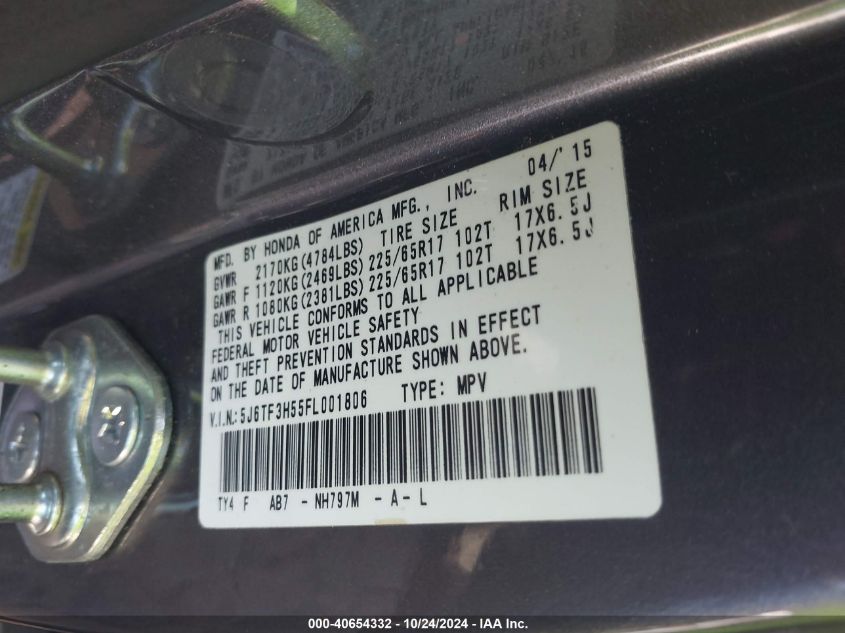 MFD. BY HONDA OF AMERICA MFG., INC. 04/'15
GVWR 2170KG(4784LBS) TIRE SIZE RIM SIZE
GAWR F 1120KG(2469LBS) 225/65R17 102T 17X6.5J
GAWR R 1080KG(2381LBS) 225/65R17 102T 17X6.5J
THIS VEHICLE CONFORMS TO ALL APPLICABLE
FEDERAL MOTOR VEHICLE SAFETY
AND THEFT PREVENTION STANDARDS IN EFFECT
ON THE DATE OF MANUFACTURE SHOWN ABOVE.
V.I.N.: 5J6TF3H55FL001806 TYPE: MPV
TY4 F AB7 - NH797M - A - L
000-40654332 - 10/24/2024 - IAA Inc.